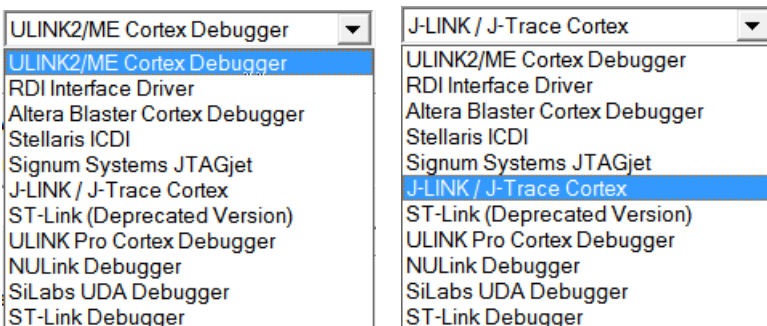 ULINK2/ME Cortex Debugger
ULINK2/ME Cortex Debugger
RDI Interface Driver
Altera Blaster Cortex Debugger
Stellaris ICDI
Signum Systems JTAGjet
J-LINK / J-Trace Cortex
ST-Link (Deprecated Version)
ULINK Pro Cortex Debugger
NULink Debugger
SiLabs UDA Debugger
ST-Link Debugger
J-LINK / J-Trace Cortex
ULINK2/ME Cortex Debugger
RDI Interface Driver
Altera Blaster Cortex Debugger
Stellaris ICDI
Signum Systems JTAGjet
J-LINK / J-Trace Cortex
ST-Link (Deprecated Version)
ULINK Pro Cortex Debugger
NULink Debugger
SiLabs UDA Debugger
ST-Link Debugger